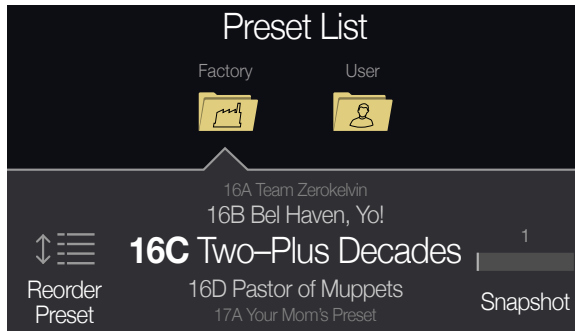 Preset List
Factory
User
16A Team Zerokelvin
16B Bel Haven, Yo!
16C Two–Plus Decades
16D Pastor of Muppets
17A Your Mom's Preset
Reorder
Preset
1
Snapshot